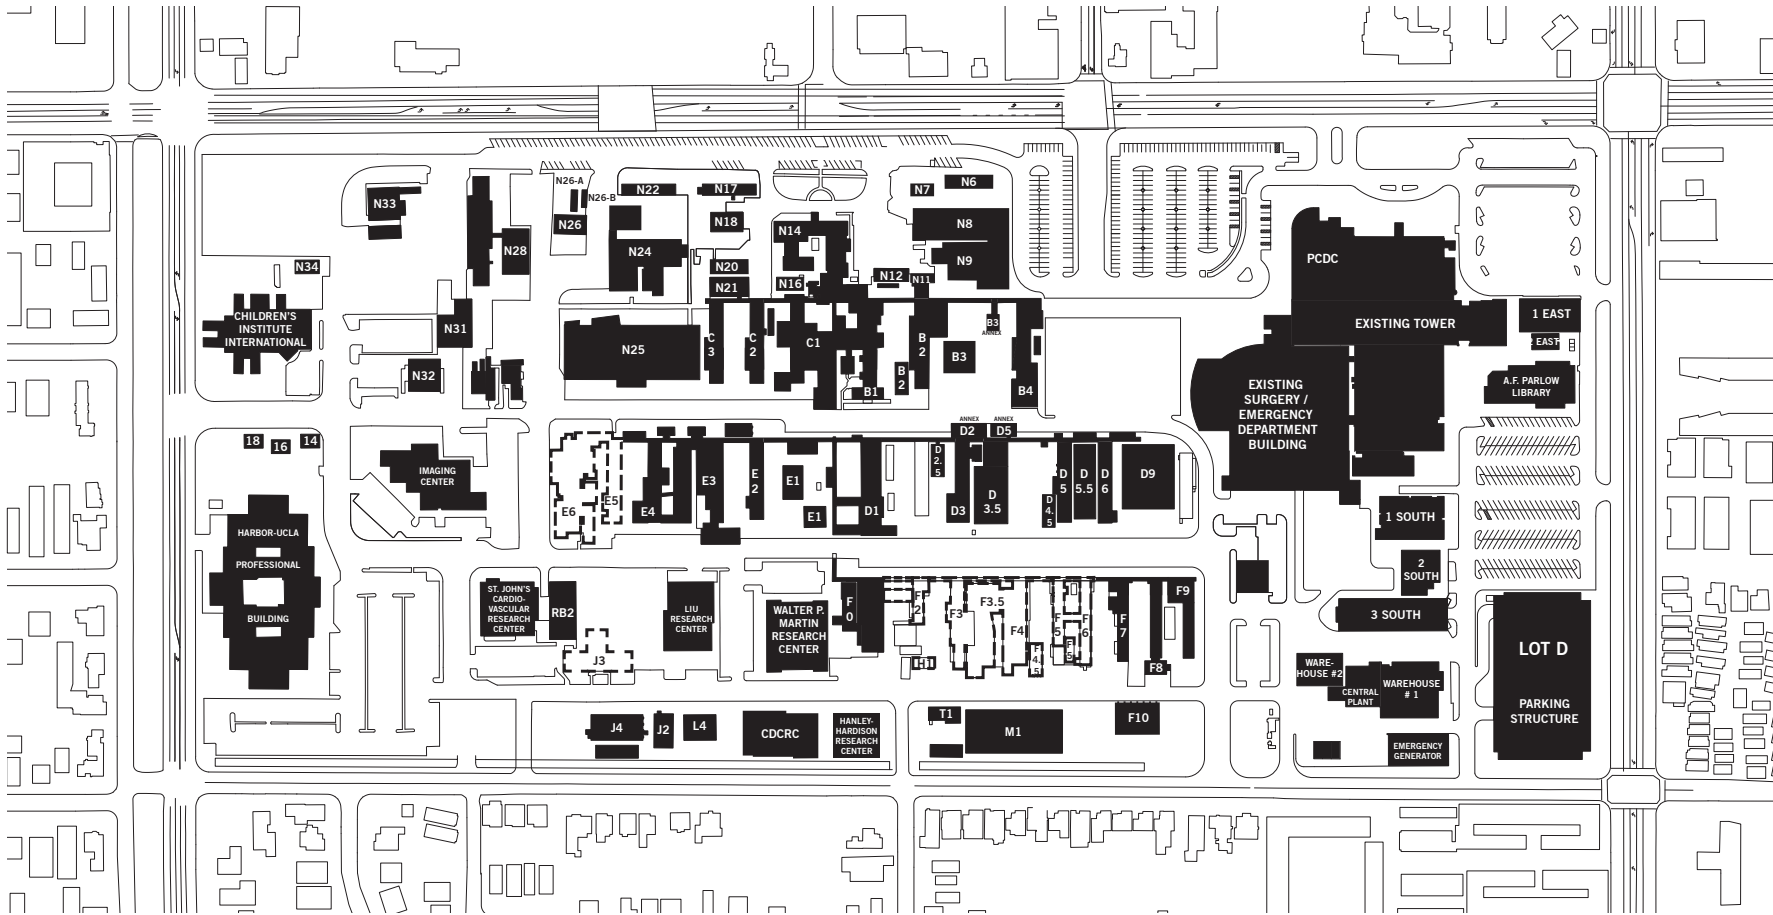 N26-A
N22
N17
N7
N6
N33
N26-B
N26
N18
N8
N14
N28
N24
N9
PCDC
N34
N20
N12
N11
N21
N16
CHILDREN'S
INSTITUTE
INTERNATIONAL
N31
N25
C
3
C
2
C1
B
2
B3
ANNEX
B3
EXISTING TOWER
1 EAST
2 EAST
N32
B1
B
2
B4
EXISTING
SURGERY /
EMERGENCY
DEPARTMENT
BUILDING
A.F. PARLOW
LIBRARY
18
16
14
ANNEX
D2
ANNEX
D5
IMAGING
CENTER
E6
E5
E4
E3
E
2
E1
E1
D1
D
2.5
D3
D
3.5
D
4.5
D
5
D
5.5
D
6
D9
1 SOUTH
HARBOR-UCLA
PROFESSIONAL
BUILDING
2
SOUTH
ST. JOHN'S
CARDIO-
VASCULAR
RESEARCH
CENTER
RB2
LIU
RESEARCH
CENTER
WALTER P.
MARTIN
RESEARCH
CENTER
F
0
F
2
F3
F3.5
F4
F
4.5
F
5
F
5
F
6
F
7
F9
F8
3 SOUTH
J3
H1
WARE-
HOUSE #2
CENTRAL
PLANT
WAREHOUSE
# 1
LOT D
PARKING
STRUCTURE
J4
J2
L4
CDCRC
HANLEY-
HARDISON
RESEARCH
CENTER
T1
M1
F10
EMERGENCY
GENERATOR